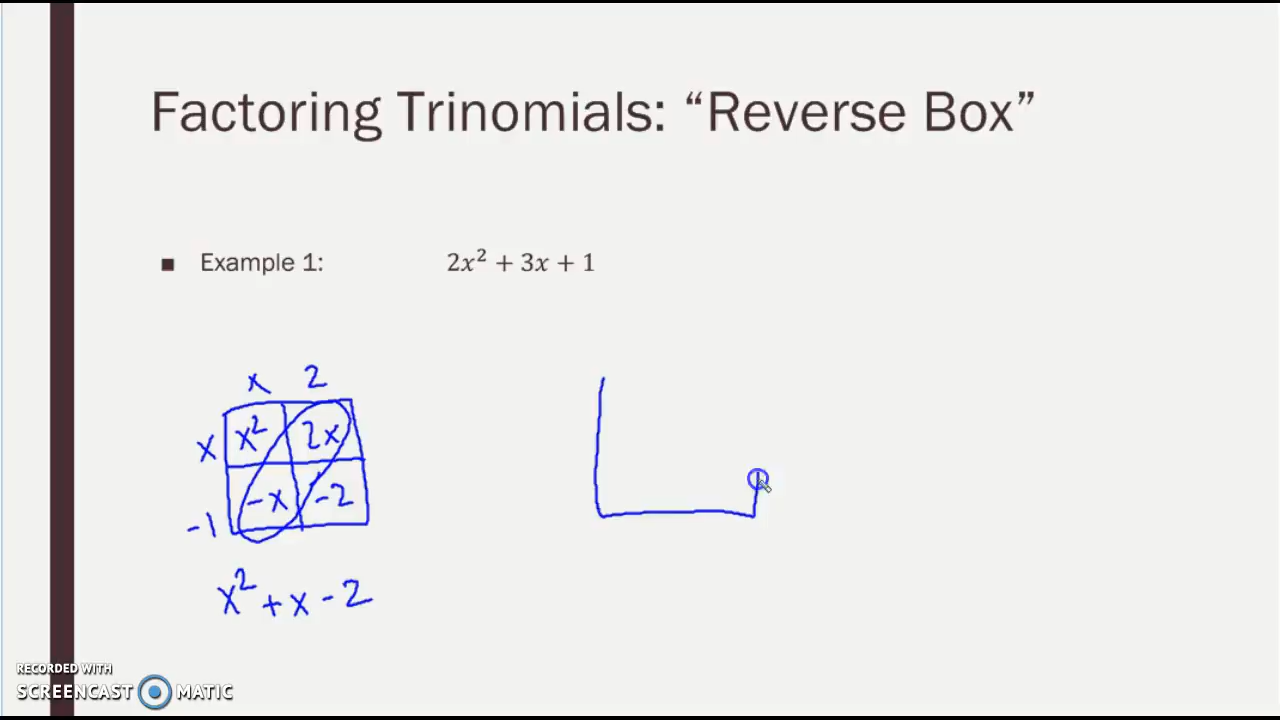 Factoring Trinomials: “Reverse Box”
■ Example 1: 2x² + 3x + 1
x 2
x x² 2x
-1 -x -2
x² + x - 2
RECORDED WITH
SCREENCAST MATIC